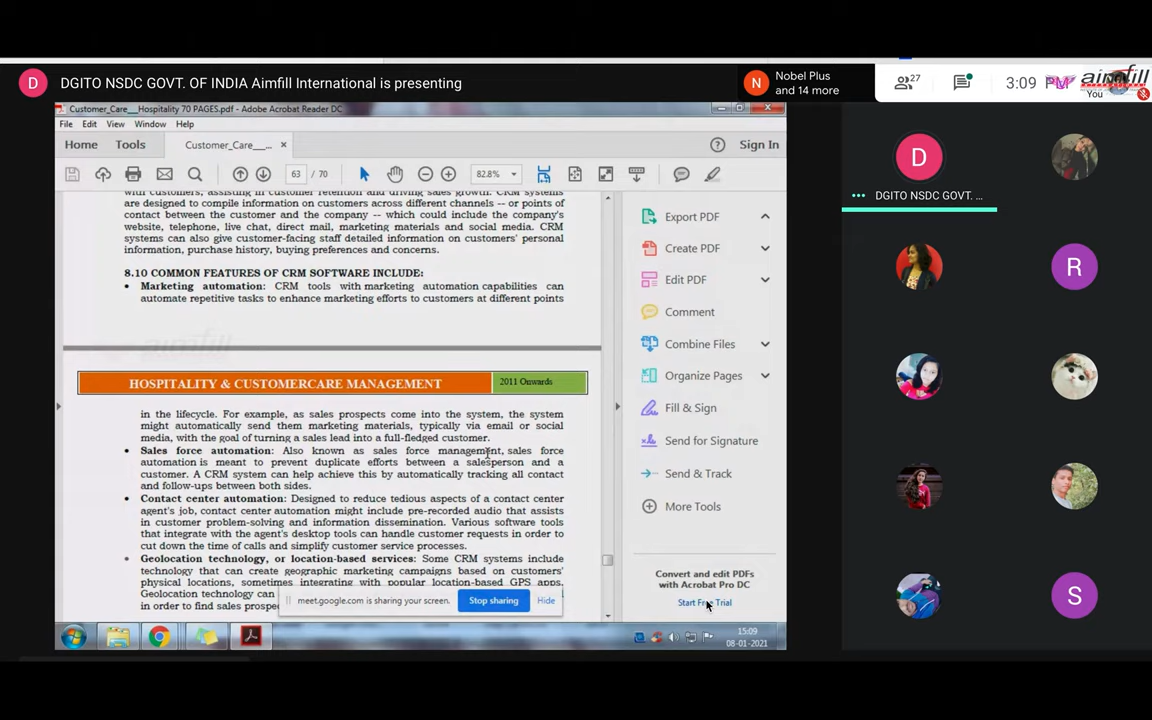 D DGITO NSDC GOVT. OF INDIA Aimfill International is presenting
N Nobel Plus
and 14 more
27
3:09 PM
aimfill
You
Customer_Care___Hospitality 70 PAGES.pdf - Adobe Acrobat Reader DC
File Edit View Window Help
Home Tools Customer_Care___... × Sign In
63 / 70 82.8%
with customers, assisting in customer retention and driving sales growth. CRM systems
are designed to compile information on customers across different channels -- or points of
contact between the customer and the company -- which could include the company's
website, telephone, live chat, direct mail, marketing materials and social media. CRM
systems can also give customer-facing staff detailed information on customers' personal
information, purchase history, buying preferences and concerns.
8.10 COMMON FEATURES OF CRM SOFTWARE INCLUDE:
• Marketing automation: CRM tools with marketing automation capabilities can
automate repetitive tasks to enhance marketing efforts to customers at different points
aimfill
HOSPITALITY & CUSTOMERCARE MANAGEMENT 2011 Onwards
in the lifecycle. For example, as sales prospects come into the system, the system
might automatically send them marketing materials, typically via email or social
media, with the goal of turning a sales lead into a full-fledged customer.
• Sales force automation: Also known as sales force management, sales force
automation is meant to prevent duplicate efforts between a salesperson and a
customer. A CRM system can help achieve this by automatically tracking all contact
and follow-ups between both sides.
• Contact center automation: Designed to reduce tedious aspects of a contact center
agent's job, contact center automation might include pre-recorded audio that assists
in customer problem-solving and information dissemination. Various software tools
that integrate with the agent's desktop tools can handle customer requests in order to
cut down the time of calls and simplify customer service processes.
• Geolocation technology, or location-based services: Some CRM systems include
technology that can create geographic marketing campaigns based on customers'
physical locations, sometimes integrating with popular location-based GPS apps.
Geolocation technology can
in order to find sales prospe
meet.google.com is sharing your screen. Stop sharing Hide
Export PDF
Create PDF
Edit PDF
Comment
Combine Files
Organize Pages
Fill & Sign
Send for Signature
Send & Track
More Tools
Convert and edit PDFs
with Acrobat Pro DC
Start Free Trial
15:09
08-01-2021
D
DGITO NSDC GOVT. ...
R
S